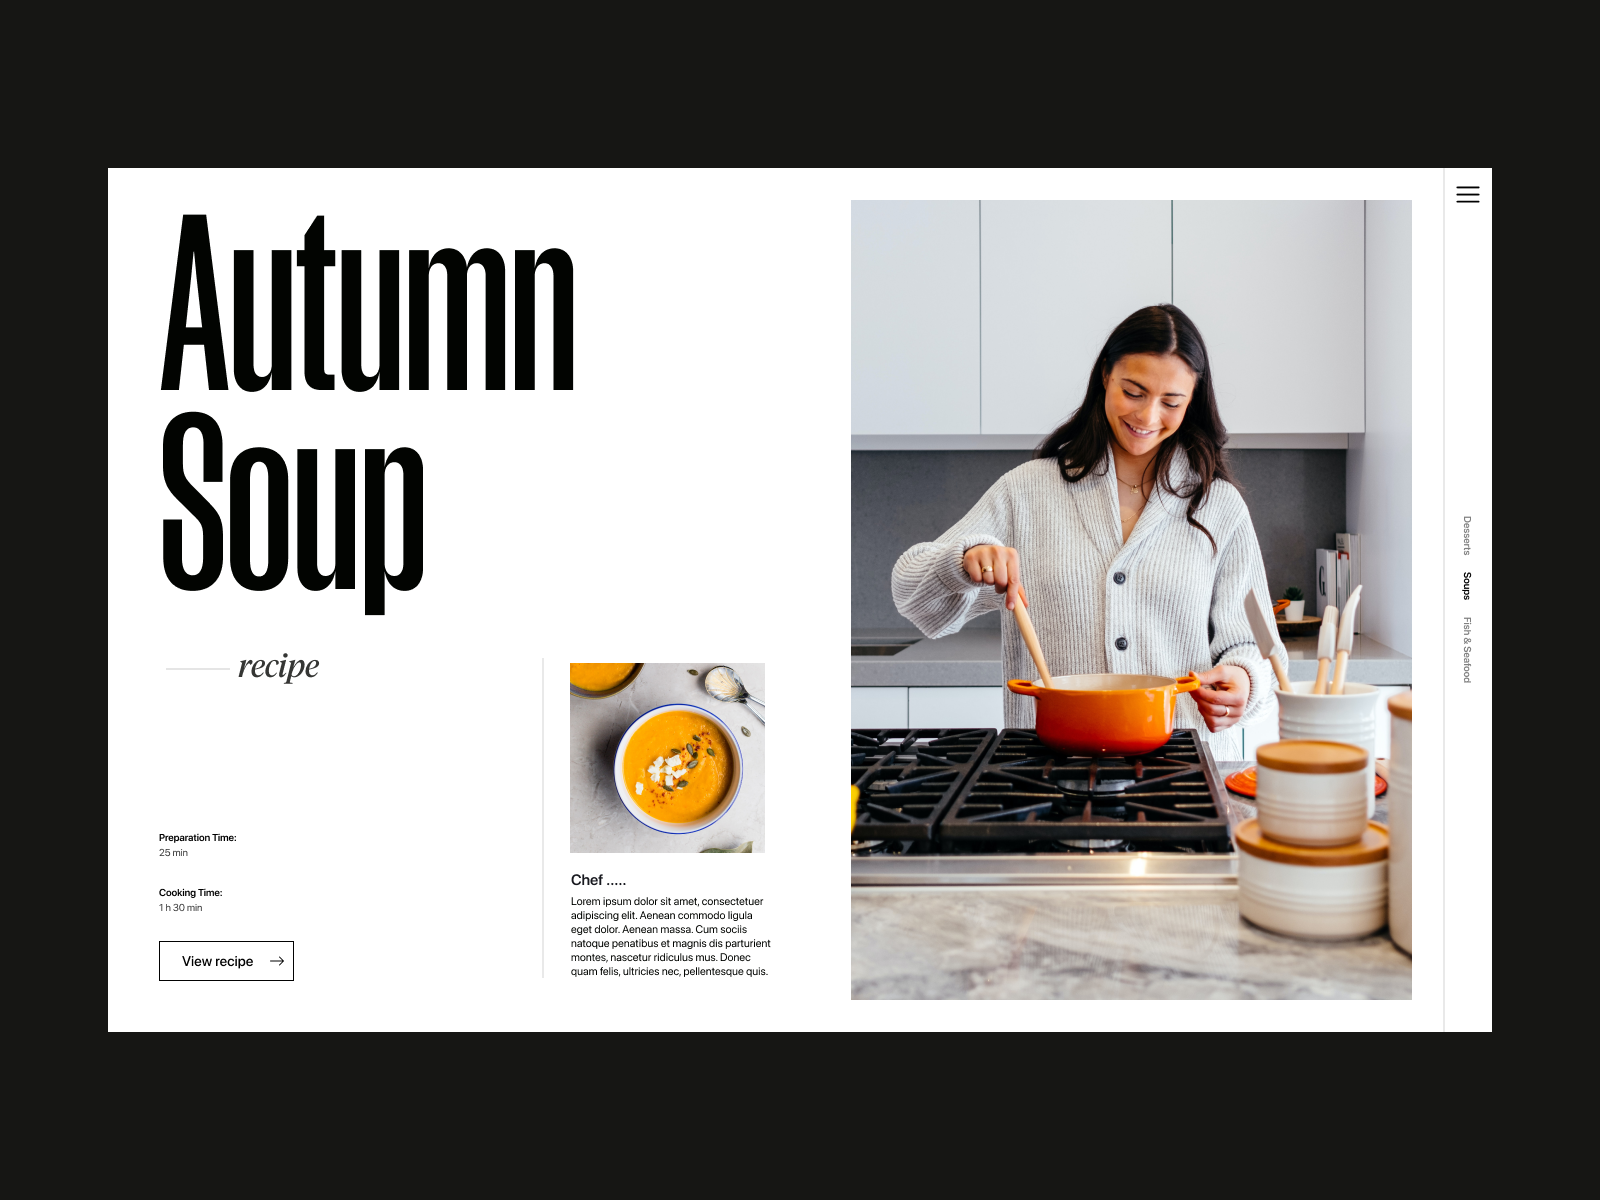 Autumn
Soup
recipe
Preparation Time:
25 min
Cooking Time:
1 h 30 min
View recipe
Chef .....
Lorem ipsum dolor sit amet, consectetuer
adipiscing elit. Aenean commodo ligula
eget dolor. Aenean massa. Cum sociis
natoque penatibus et magnis dis parturient
montes, nascetur ridiculus mus. Donec
quam felis, ultricies nec, pellentesque quis.
Desserts
Soups
Fish & Seafood